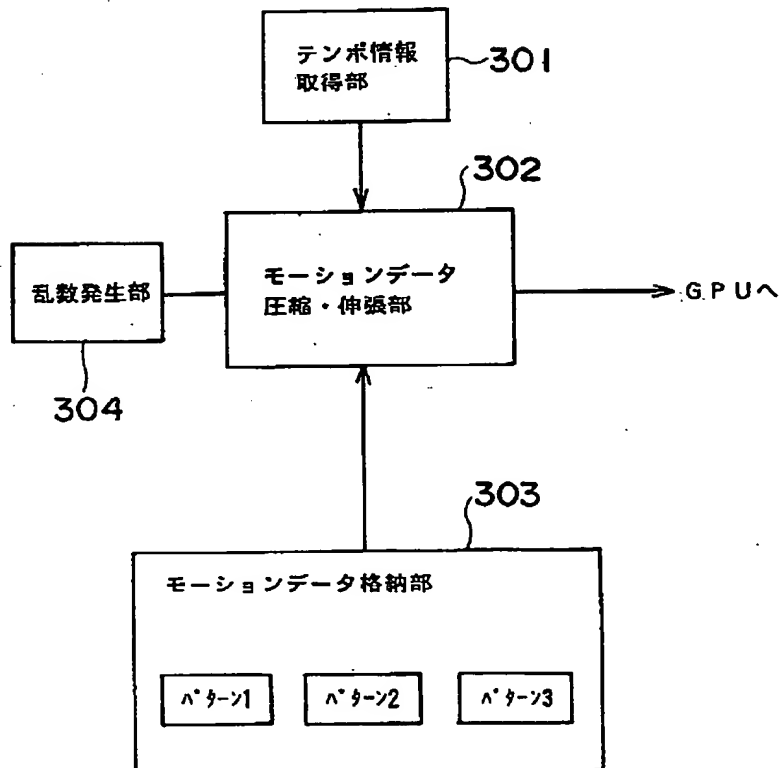 テンポ情報
取得部
301
302
乱数発生部
モーションデータ
圧縮・伸張部
GPUへ
304
303
モーションデータ格納部
パターン1 パターン2 パターン3